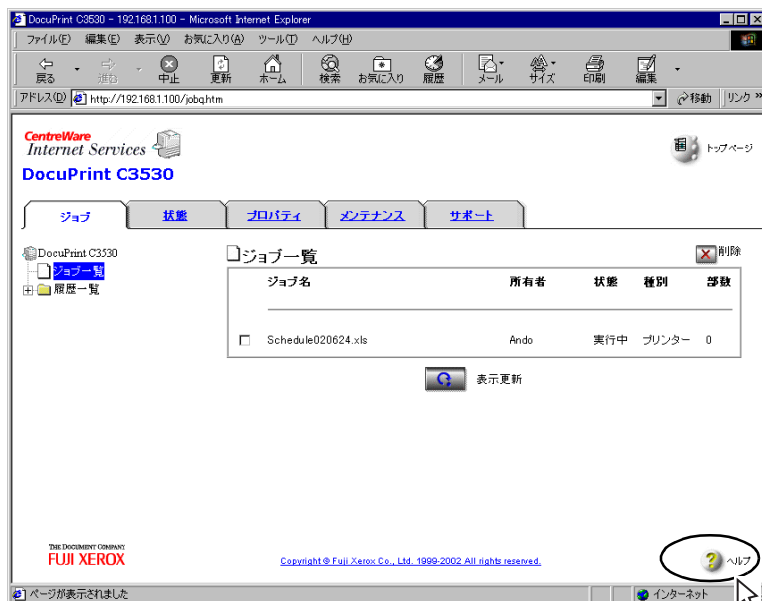 DocuPrint C3530 - 192.168.1.100 - Microsoft Internet Explorer
ファイル(F) 編集(E) 表示(V) お気に入り(A) ツール(T) ヘルプ(H)
戻る 進む 中止 更新 ホーム 検索 お気に入り 履歴 メール サイズ 印刷 編集
アドレス(D) http://192.168.1.100/jobq.htm 移動 リンク »
CentreWare
Internet Services
トップページ
DocuPrint C3530
ジョブ 状態 プロパティ メンテナンス サポート
DocuPrint C3530
ジョブ一覧
履歴一覧
ジョブ一覧 削除
ジョブ名 所有者 状態 種別 部数
Schedule020624.xls Ando 実行中 プリンター 0
表示更新
THE DOCUMENT COMPANY
FUJI XEROX
Copyright © Fuji Xerox Co., Ltd. 1999-2002 All rights reserved.
ヘルプ
ページが表示されました インターネット